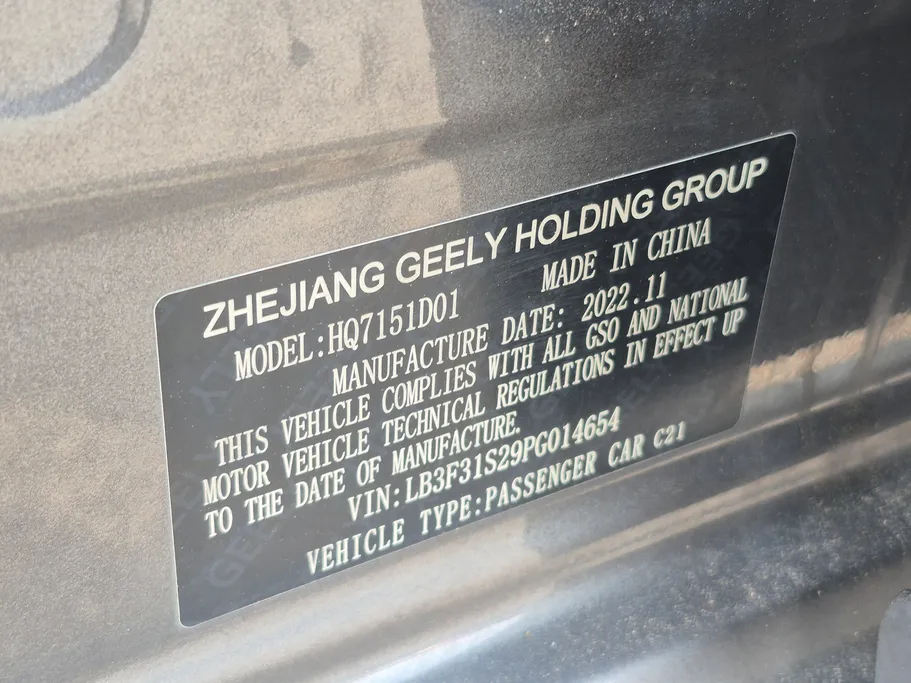 ZHEJIANG GEELY HOLDING GROUP
MODEL:HQ7151D01 MADE IN CHINA
MANUFACTURE DATE: 2022.11
THIS VEHICLE COMPLIES WITH ALL GSO AND NATIONAL
MOTOR VEHICLE TECHNICAL REGULATIONS IN EFFECT UP
TO THE DATE OF MANUFACTURE.
VIN:LB3F31S29PG014654
VEHICLE TYPE:PASSENGER CAR C21